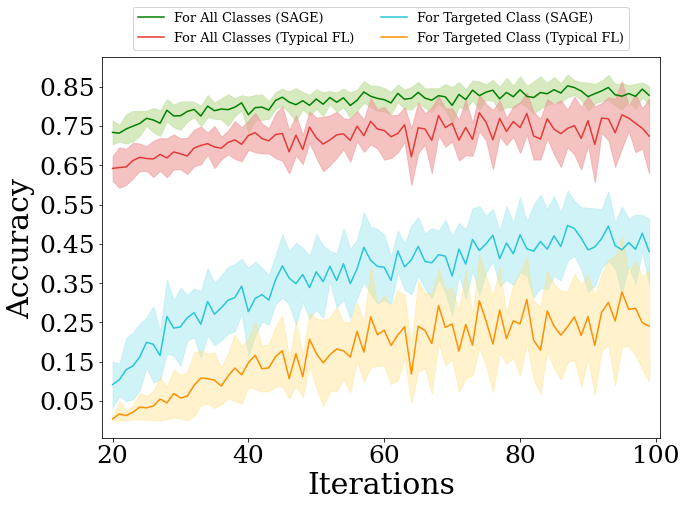 For All Classes (SAGE)
For All Classes (Typical FL)
For Targeted Class (SAGE)
For Targeted Class (Typical FL)
Accuracy
0.85
0.75
0.65
0.55
0.45
0.35
0.25
0.15
0.05
20 40 60 80 100
Iterations